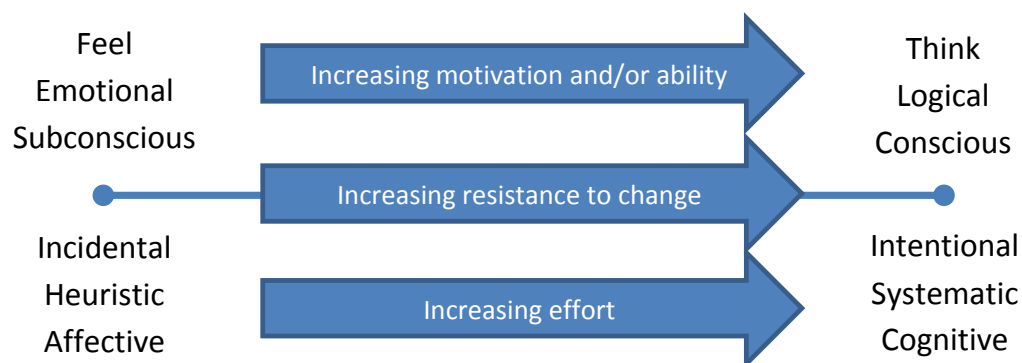 Feel
Emotional
Subconscious
Increasing motivation and/or ability
Think
Logical
Conscious
Increasing resistance to change
Incidental
Heuristic
Affective
Increasing effort
Intentional
Systematic
Cognitive